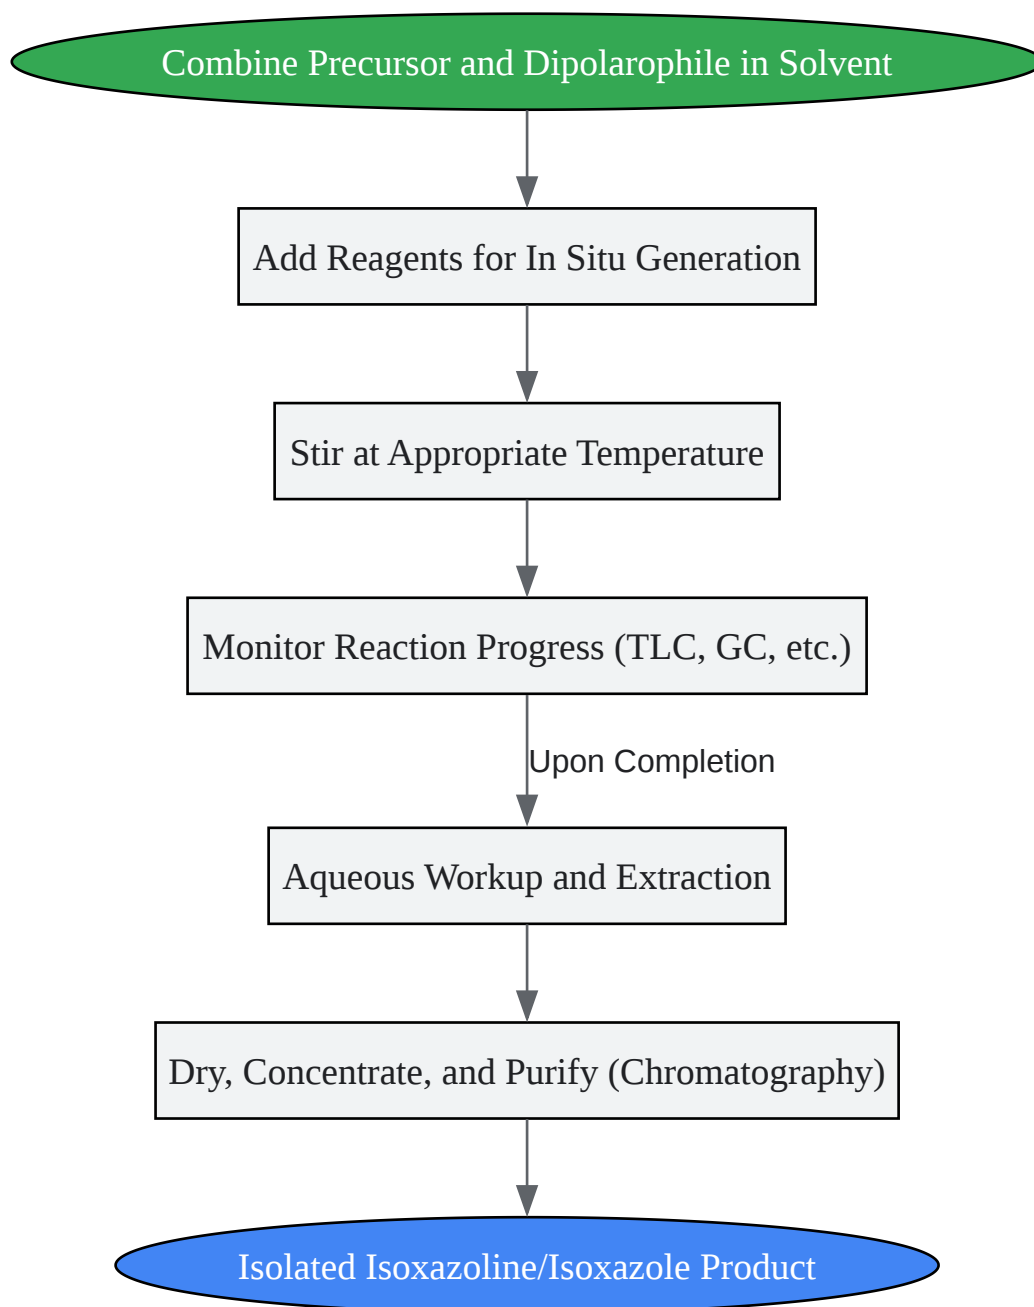 Combine Precursor and Dipolarophile in Solvent
Add Reagents for In Situ Generation
Stir at Appropriate Temperature
Monitor Reaction Progress (TLC, GC, etc.)
Upon Completion
Aqueous Workup and Extraction
Dry, Concentrate, and Purify (Chromatography)
Isolated Isoxazoline/Isoxazole Product